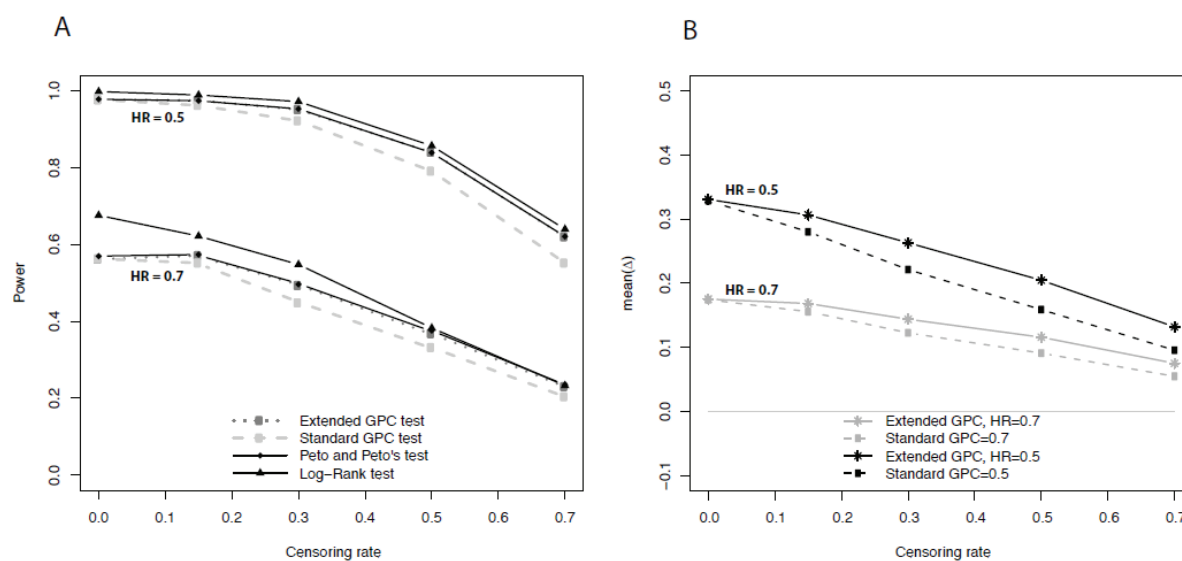 A
Power
1.0
0.8
0.6
0.4
0.2
0.0
HR = 0.5
HR = 0.7
Extended GPC test
Standard GPC test
Peto and Peto's test
Log-Rank test
0.0 0.1 0.2 0.3 0.4 0.5 0.6 0.7
Censoring rate
B
mean(Δ)
0.5
0.4
0.3
0.2
0.1
0.0
-0.1
HR = 0.5
HR = 0.7
Extended GPC, HR=0.7
Standard GPC=0.7
Extended GPC, HR=0.5
Standard GPC=0.5
0.0 0.1 0.2 0.3 0.4 0.5 0.6 0.7
Censoring rate